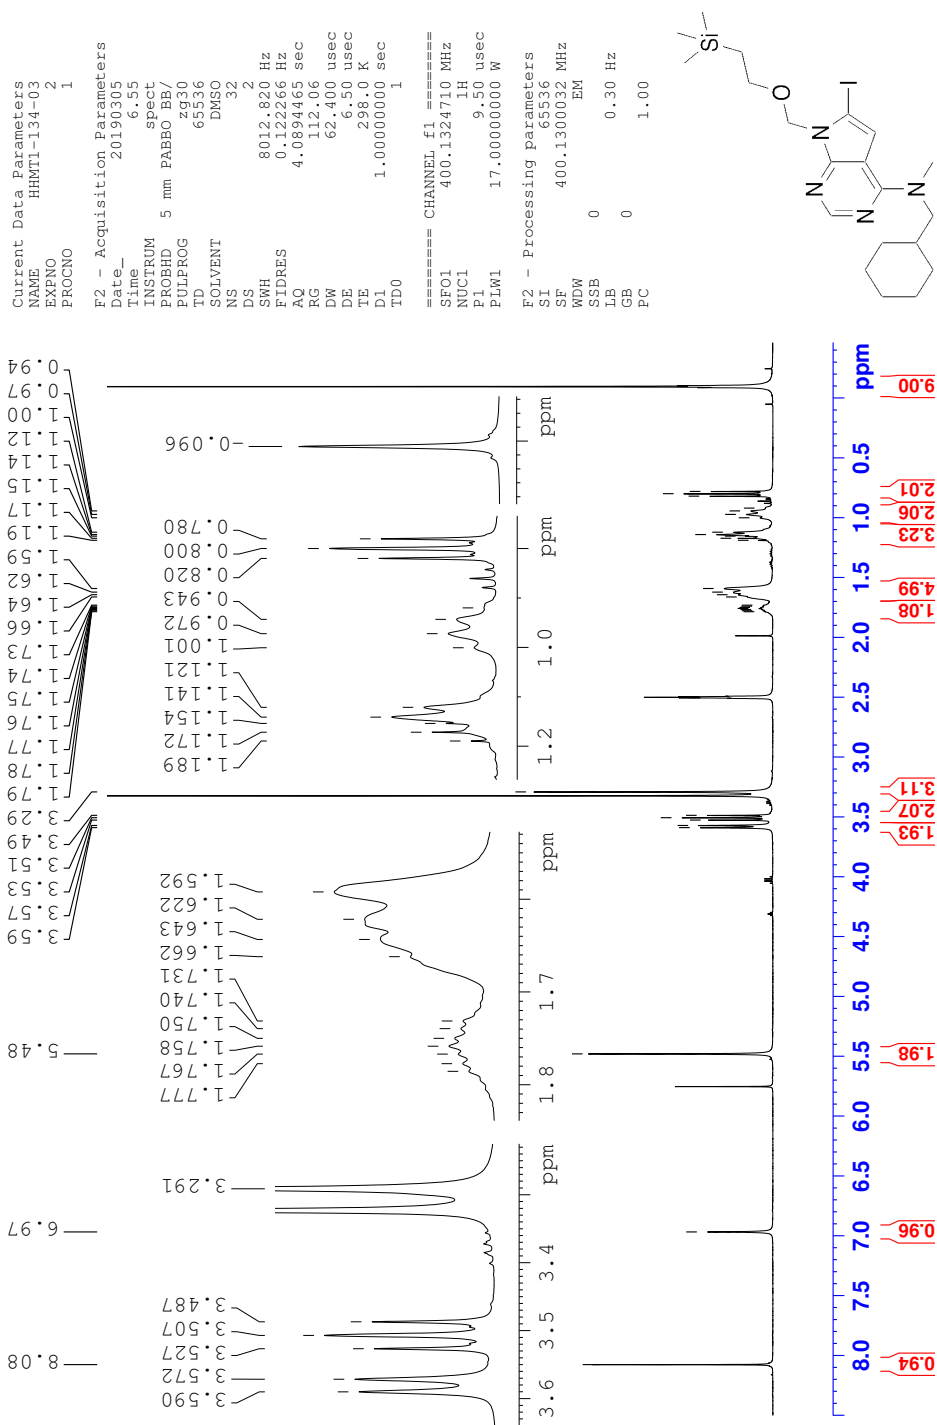 Current Data Parameters
NAME HHMT1-134-03
EXPNO 2
PROCNO 1
F2 - Acquisition Parameters
Date_ 20190305
Time 6.55
INSTRUM spect
PROBHD 5 mm PABBO BB/
PULPROG zg30
TD 65536
SOLVENT DMSO
NS 32
DS 2
SWH 8012.820 Hz
FIDRES 0.122266 Hz
AQ 4.0894465 sec
RG 112.06
DW 62.400 usec
DE 6.50 usec
TE 298.0 K
D1 1.00000000 sec
TD0 1
======== CHANNEL f1 ========
SFO1 400.1324710 MHz
NUC1 1H
P1 9.50 usec
PLW1 17.00000000 W
F2 - Processing parameters
SI 65536
SF 400.1300032 MHz
WDW EM
SSB 0
LB 0.30 Hz
GB 0
PC 1.00
Si
O
I
N
N
N
N
8.08
6.97
5.48
3.59
3.57
3.53
3.51
3.49
3.29
1.79
1.78
1.77
1.76
1.75
1.74
1.73
1.66
1.64
1.62
1.59
1.19
1.17
1.15
1.14
1.12
1.00
0.97
0.94
3.590
3.572
3.527
3.507
3.487
3.291
3.6 3.5 3.4 ppm
1.777
1.767
1.758
1.750
1.740
1.731
1.662
1.643
1.622
1.592
1.8 1.7 ppm
1.189
1.172
1.154
1.141
1.121
1.001
0.972
0.943
0.820
0.800
0.780
1.2 1.0 ppm
-0.096
ppm
8.0 7.5 7.0 6.5 6.0 5.5 5.0 4.5 4.0 3.5 3.0 2.5 2.0 1.5 1.0 0.5 ppm
0.94
0.96
1.98
1.93
2.07
3.11
1.08
4.99
3.23
2.06
2.01
9.00